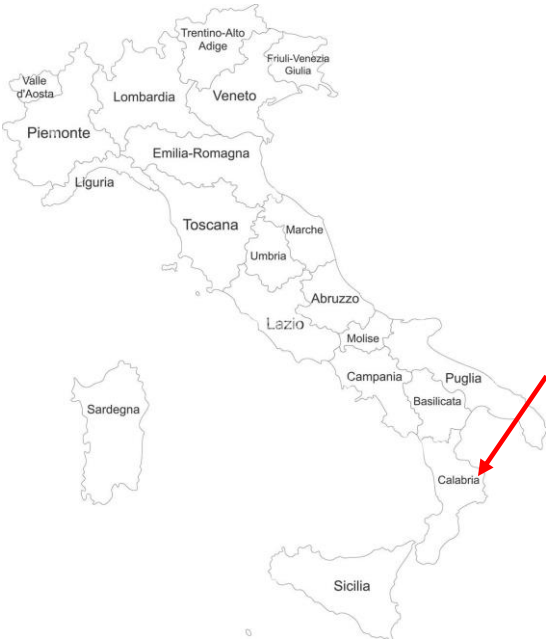 Trentino-Alto
Adige
Friuli-Venezia
Giulia
Valle
d'Aosta
Lombardia
Veneto
Piemonte
Emilia-Romagna
Liguria
Toscana
Marche
Umbria
Abruzzo
Lazio
Molise
Campania
Puglia
Basilicata
Sardegna
Calabria
Sicilia